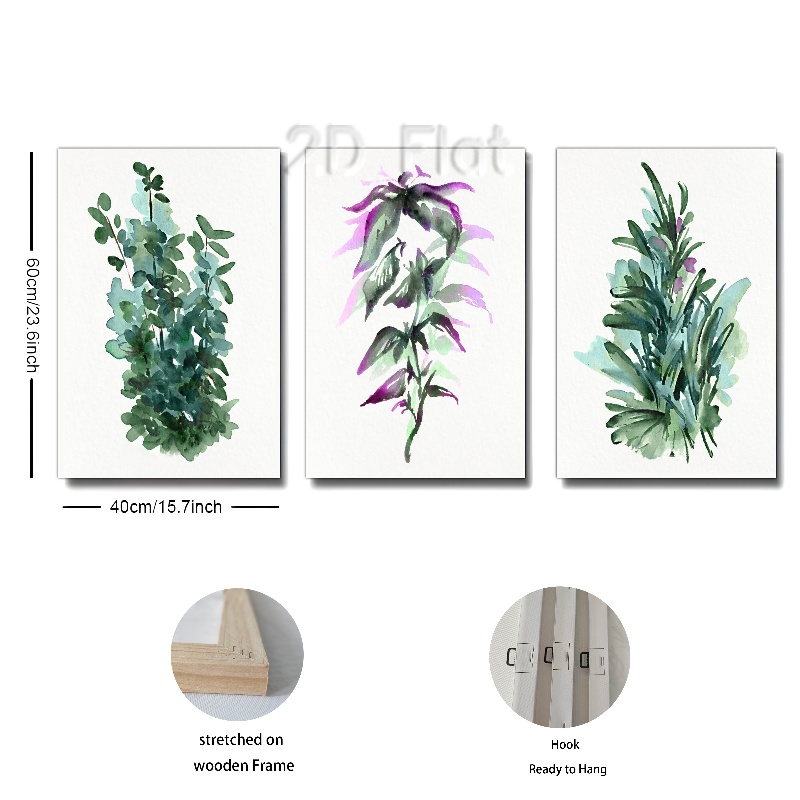 2D Flat
60cm/23.6inch
40cm/15.7inch
stretched on
wooden Frame
Hook
Ready to Hang